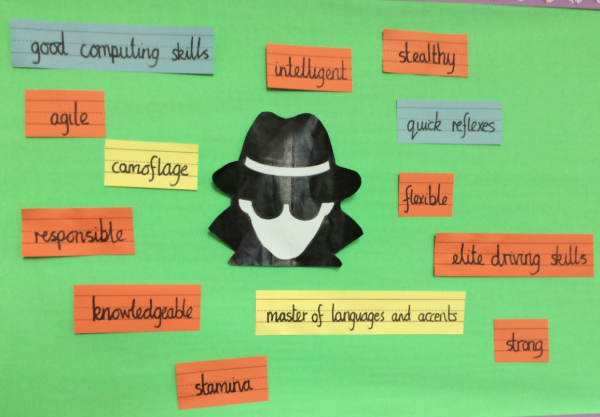 good computing skills
intelligent
stealthy
agile
quick reflexes
camoflage
flexible
responsible
elite driving skills
knowledgeable
master of languages and accents
strong
stamina